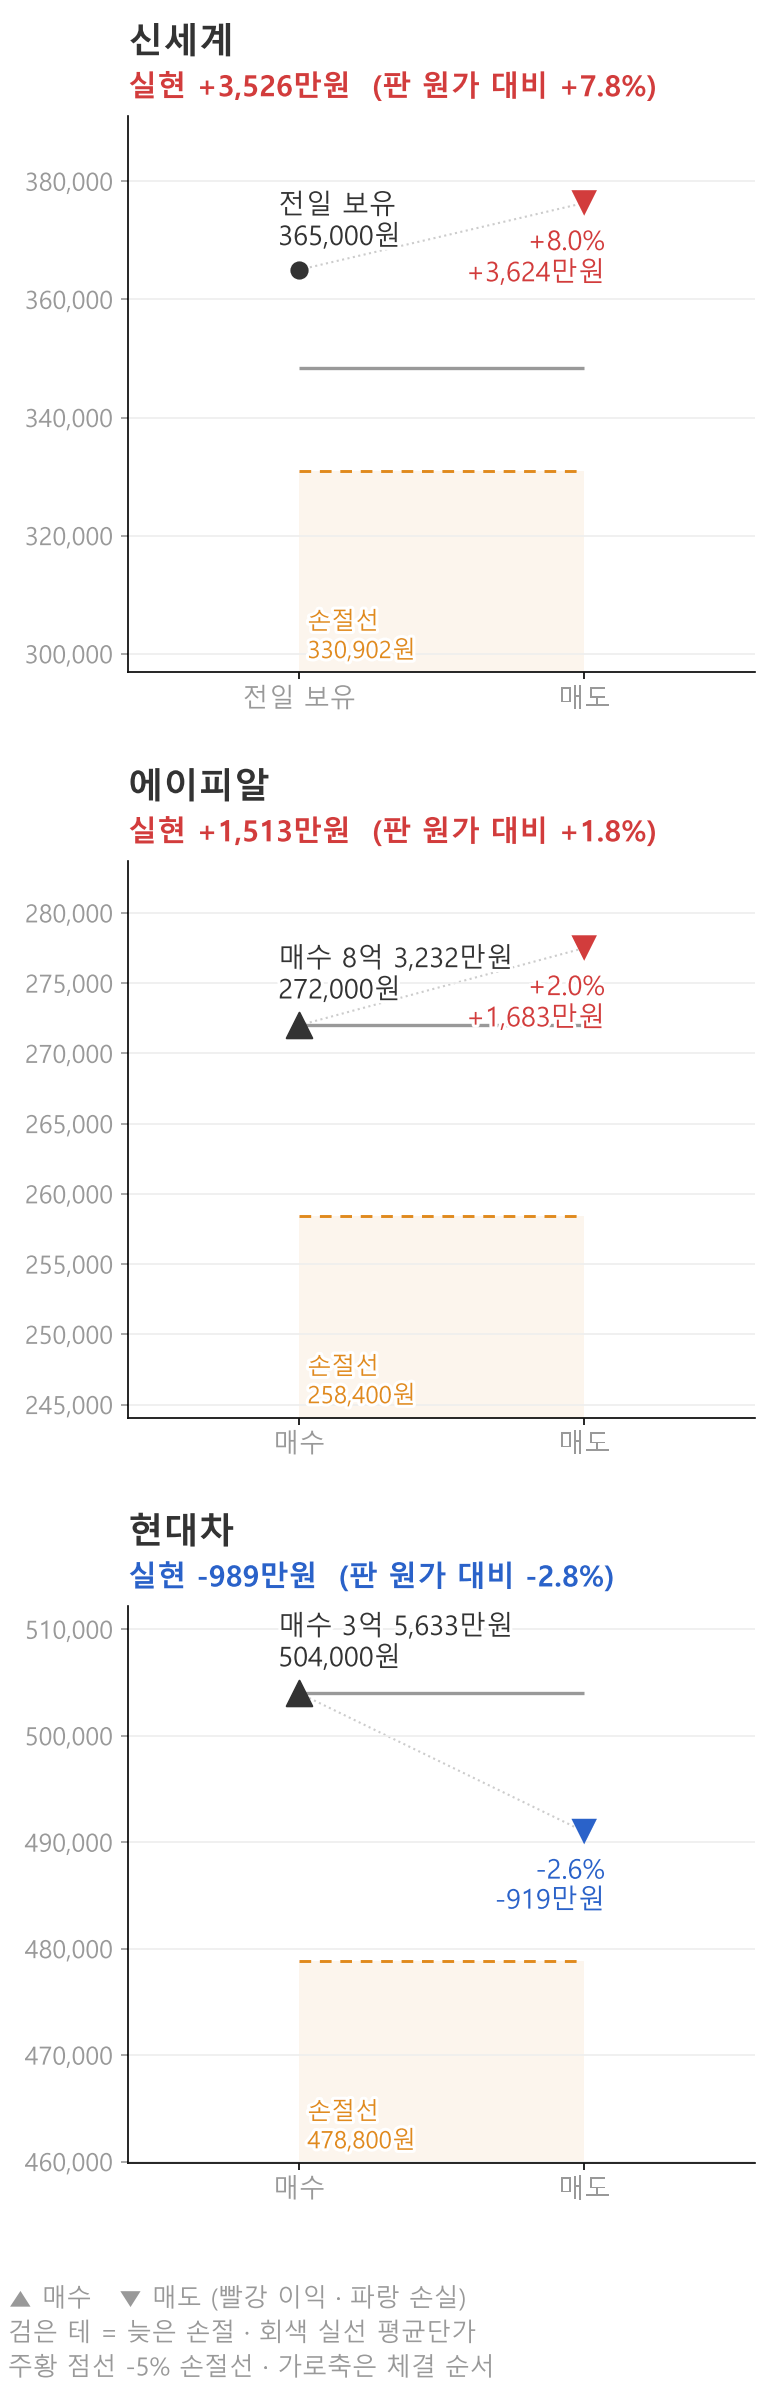 신세계
실현 +3,526만원 (판 원가 대비 +7.8%)
380,000
전일 보유
365,000원
+8.0%
+3,624만원
360,000
340,000
320,000
손절선
330,902원
300,000
전일 보유 매도
에이피알
실현 +1,513만원 (판 원가 대비 +1.8%)
280,000
매수 8억 3,232만원
275,000
272,000원
+2.0%
+1,683만원
270,000
265,000
260,000
255,000
250,000
손절선
258,400원
245,000
매수 매도
현대차
실현 -989만원 (판 원가 대비 -2.8%)
510,000
매수 3억 5,633만원
504,000원
500,000
490,000
-2.6%
-919만원
480,000
470,000
손절선
478,800원
460,000
매수 매도
▲ 매수 ▼ 매도 (빨강 이익 · 파랑 손실)
검은 테 = 늦은 손절 · 회색 실선 평균단가
주황 점선 -5% 손절선 · 가로축은 체결 순서